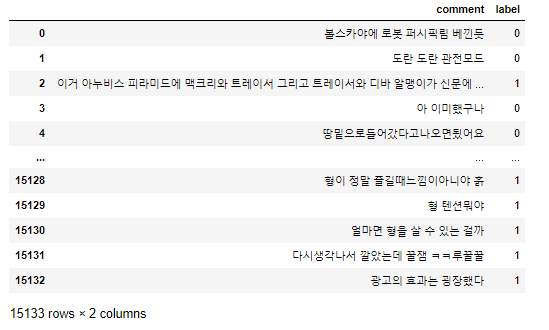 comment label
0 볼스카야에 로봇 퍼시픽림 베낀듯 0
1 도란 도란 관전모드 0
2 이거 아누비스 피라미드에 맥크리와 트레이서 그리고 트레이서와 디바 알맹이가 신문에 ... 1
3 아 이미했구나 0
4 땅밑으로들어갔다고나오면됬어요 0
... ... ...
15128 형이 정말 즐길때느낌이아니야 흙 1
15129 형 텐션뭐야 1
15130 얼마면 형을 살 수 있는 걸까 1
15131 다시생각나서 깔았는데 꿀잼 ㅋㅋ루꿀꿀 1
15132 광고의 효과는 굉장했다 1
15133 rows × 2 columns